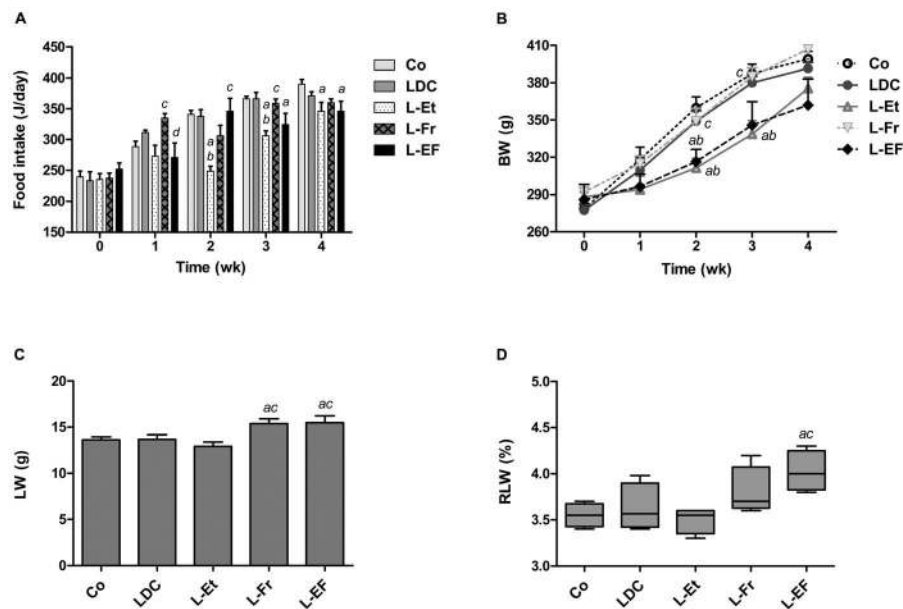 A
Food intake (J/day)
450
400
350
300
250
200
150
c
d
a
b
c
c
a
b
a
a
a
0 1 2 3 4
Time (wk)
Co
LDC
L-Et
L-Fr
L-EF
B
BW (g)
410
380
350
320
290
260
c
c
ab
ab
ab
0 1 2 3 4
Time (wk)
Co
LDC
L-Et
L-Fr
L-EF
C
LW (g)
20
15
10
5
0
ac
ac
Co LDC L-Et L-Fr L-EF
D
RLW (%)
5.0
4.5
4.0
3.5
3.0
ac
Co LDC L-Et L-Fr L-EF